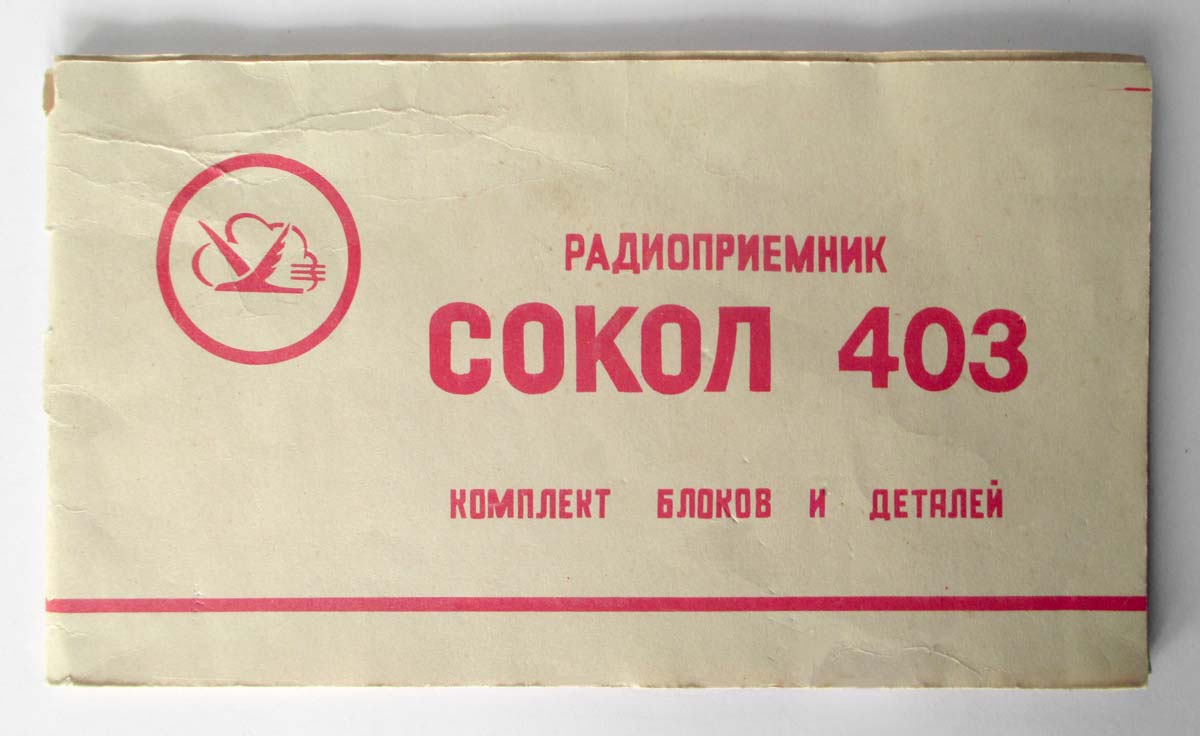 РАДИОПРИЕМНИК
СОКОЛ 403
КОМПЛЕКТ БЛОКОВ И ДЕТАЛЕЙ